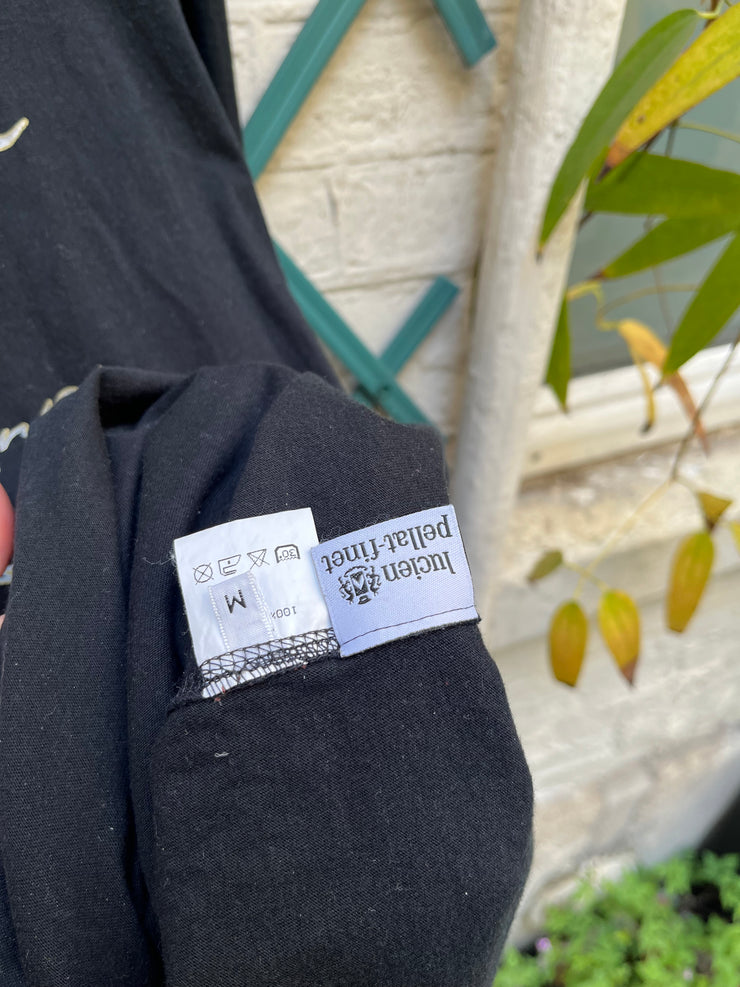 lucien
pellat-finet
30°
M
100%